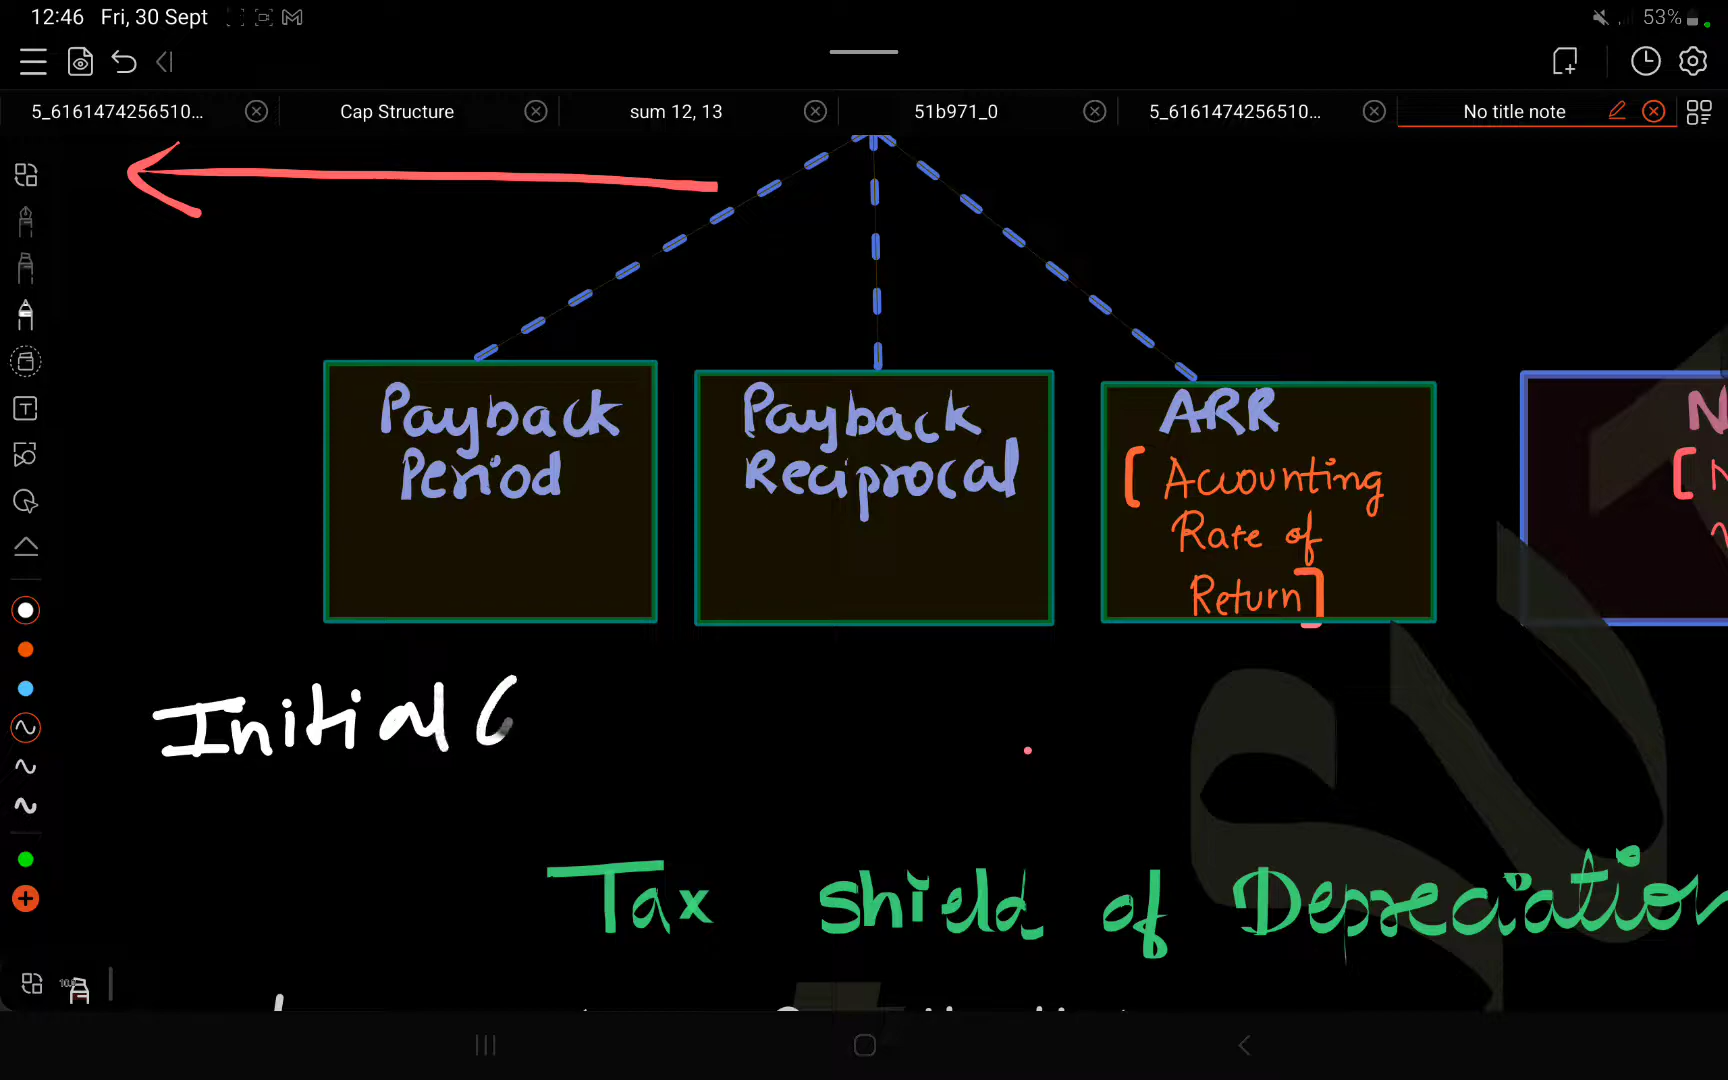 12:46 Fri, 30 Sept
53%
5_6161474256510...
Cap Structure
sum 12, 13
51b971_0
5_6161474256510...
No title note
Payback
Period
Payback
Reciprocal
ARR
[ Accounting
Rate of
Return]
N
[ N
Initial C
Tax shield of Depreciation